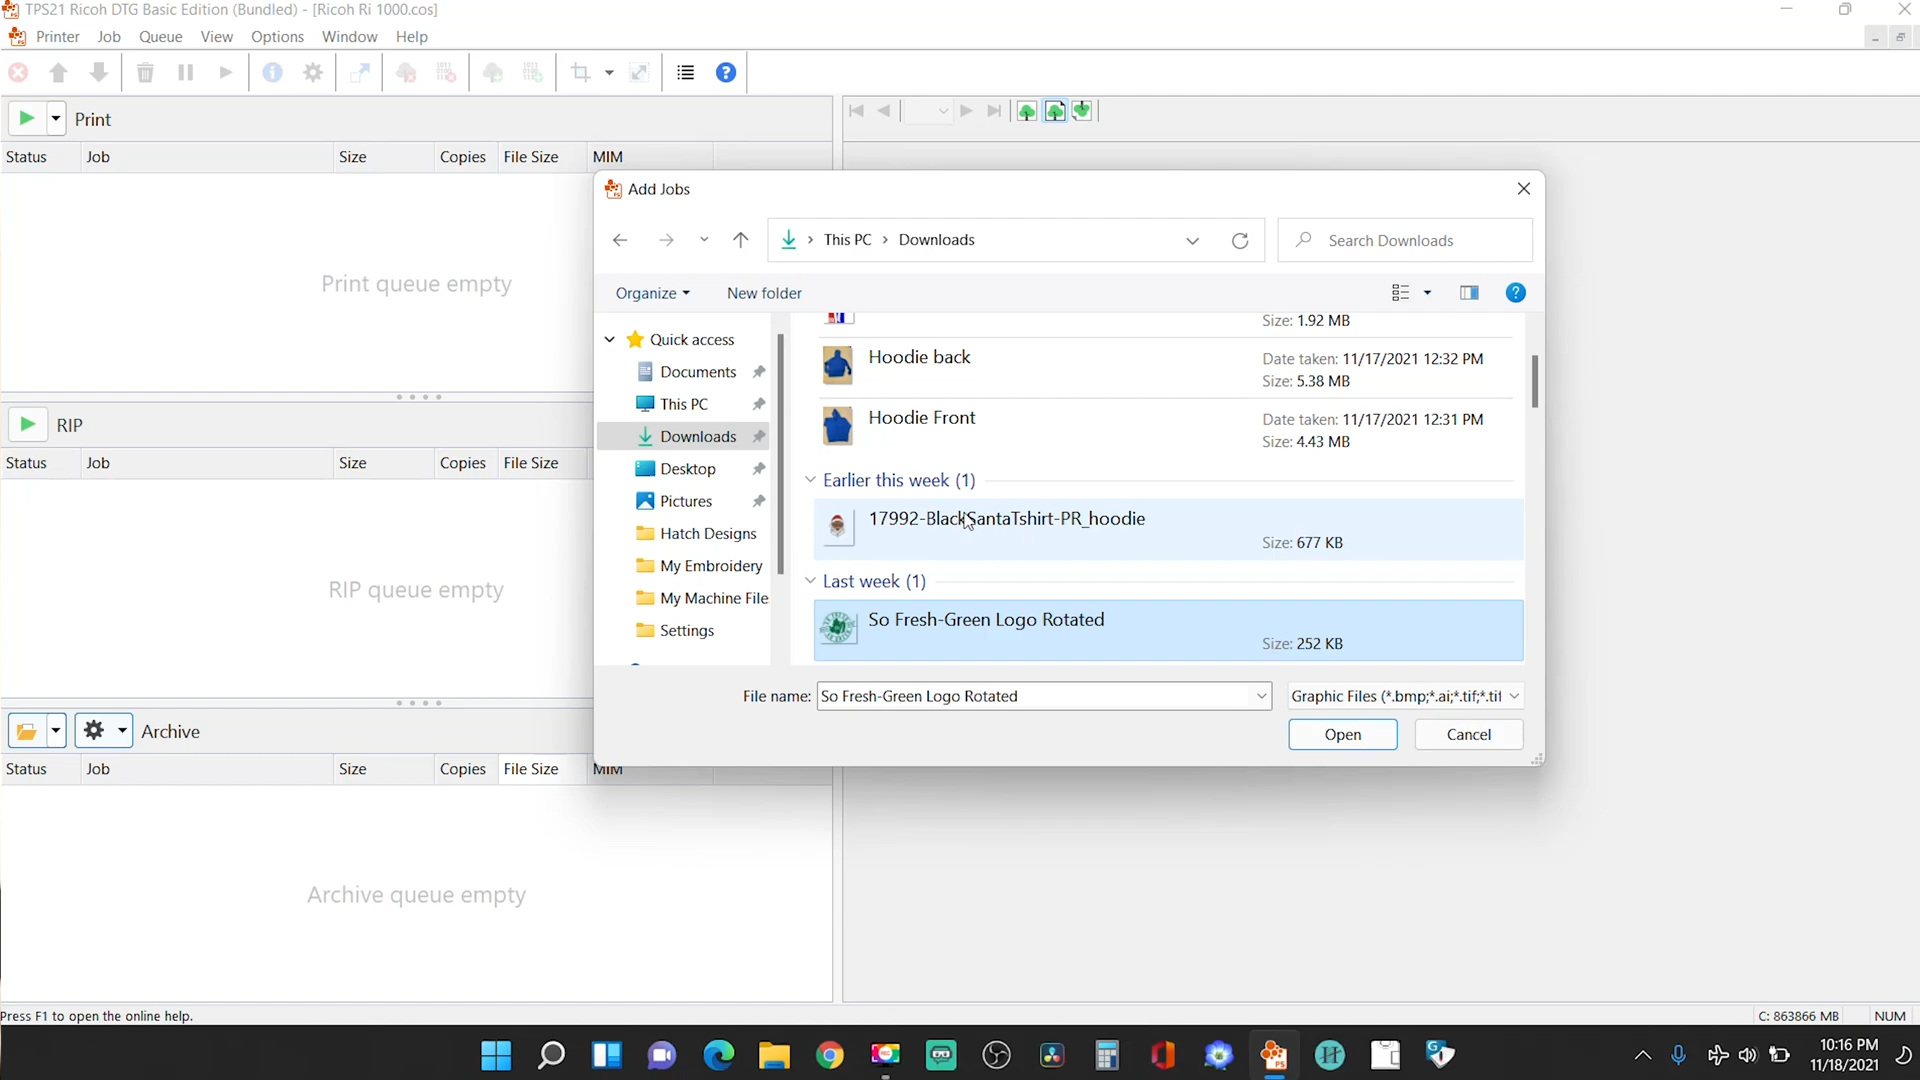 TPS21 Ricoh DTG Basic Edition (Bundled) - [Ricoh Ri 1000.cos]
Printer Job Queue View Options Window Help
Print
Status Job Size Copies File Size MIM
Print queue empty
RIP
Status Job Size Copies File Size
RIP queue empty
Archive
Status Job Size Copies File Size MIM
Archive queue empty
Add Jobs
This PC Downloads
Search Downloads
Organize New folder
Quick access
Documents
This PC
Downloads
Desktop
Pictures
Hatch Designs
My Embroidery
My Machine File
Settings
Size: 1.92 MB
Hoodie back
Date taken: 11/17/2021 12:32 PM
Size: 5.38 MB
Hoodie Front
Date taken: 11/17/2021 12:31 PM
Size: 4.43 MB
Earlier this week (1)
17992-BlackSantaTshirt-PR_hoodie
Size: 677 KB
Last week (1)
So Fresh-Green Logo Rotated
Size: 252 KB
File name: So Fresh-Green Logo Rotated
Graphic Files (*.bmp;*.ai;*.tif;*.tif
Open Cancel
Press F1 to open the online help.
C: 863866 MB NUM
10:16 PM
11/18/2021